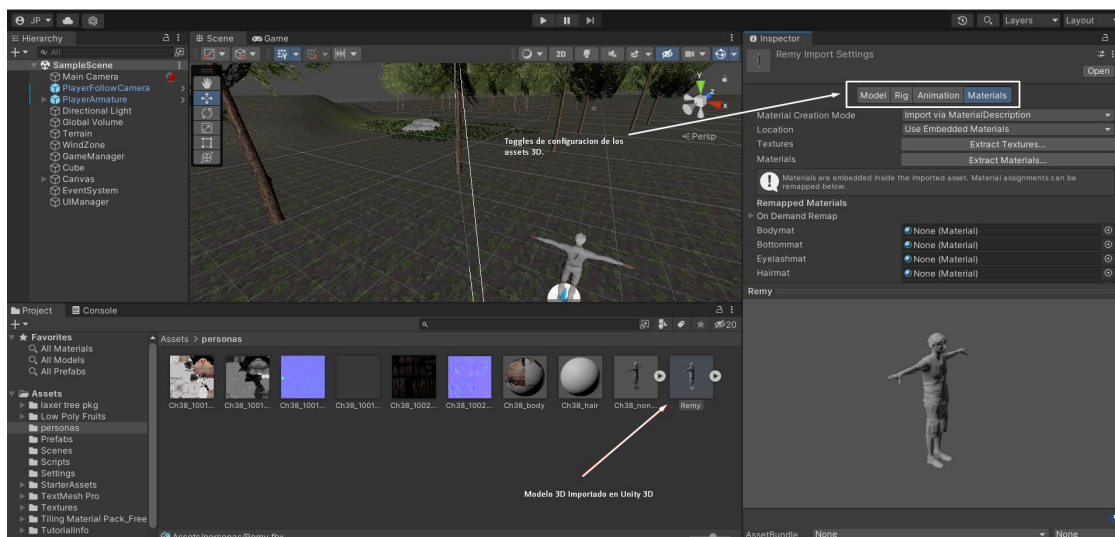 JP
Layers
Layout
Hierarchy
All
SampleScene
Main Camera
PlayerFollowCamera
PlayerArmature
Directional Light
Global Volume
Terrain
WindZone
GameManager
Cube
Canvas
EventSystem
UIManager
Scene
Game
2D
y
z
x
Persp
Toggles de configuracion de los
assets 3D.
Inspector
Remy Import Settings
Open
Model Rig Animation Materials
Material Creation Mode Import via MaterialDescription
Location Use Embedded Materials
Textures Extract Textures...
Materials Extract Materials...
Materials are embedded inside the imported asset. Material assignments can be
remapped below.
Remapped Materials
On Demand Remap
Bodymat None (Material)
Bottommat None (Material)
Eyelashmat None (Material)
Hairmat None (Material)
Remy
Project
Console
20
Favorites
All Materials
All Models
All Prefabs
Assets
laxer tree pkg
Low Poly Fruits
personas
Prefabs
Scenes
Scripts
Settings
StarterAssets
TextMesh Pro
Textures
Tiling Material Pack_Free
TutorialInfo
Assets > personas
Ch38_1001... Ch38_1001... Ch38_1001... Ch38_1001... Ch38_1002... Ch38_1002... Ch38_body Ch38_hair Ch38_non... Remy
Modelo 3D Importado en Unity 3D
Assets/personas/Remy.fbx
AssetBundle None None